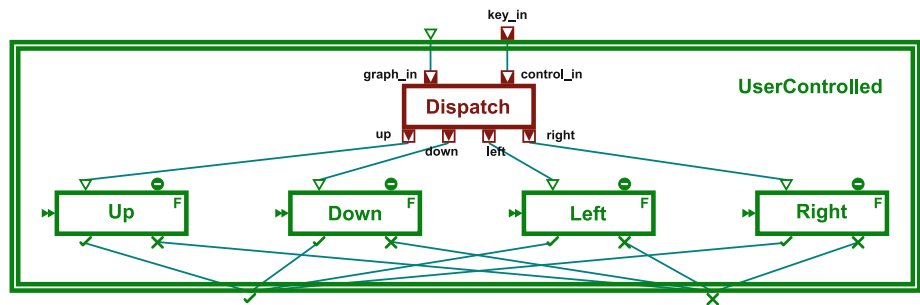 key_in
graph_in control_in
UserControlled
Dispatch
up down left right
Up F
Down F
Left F
Right F